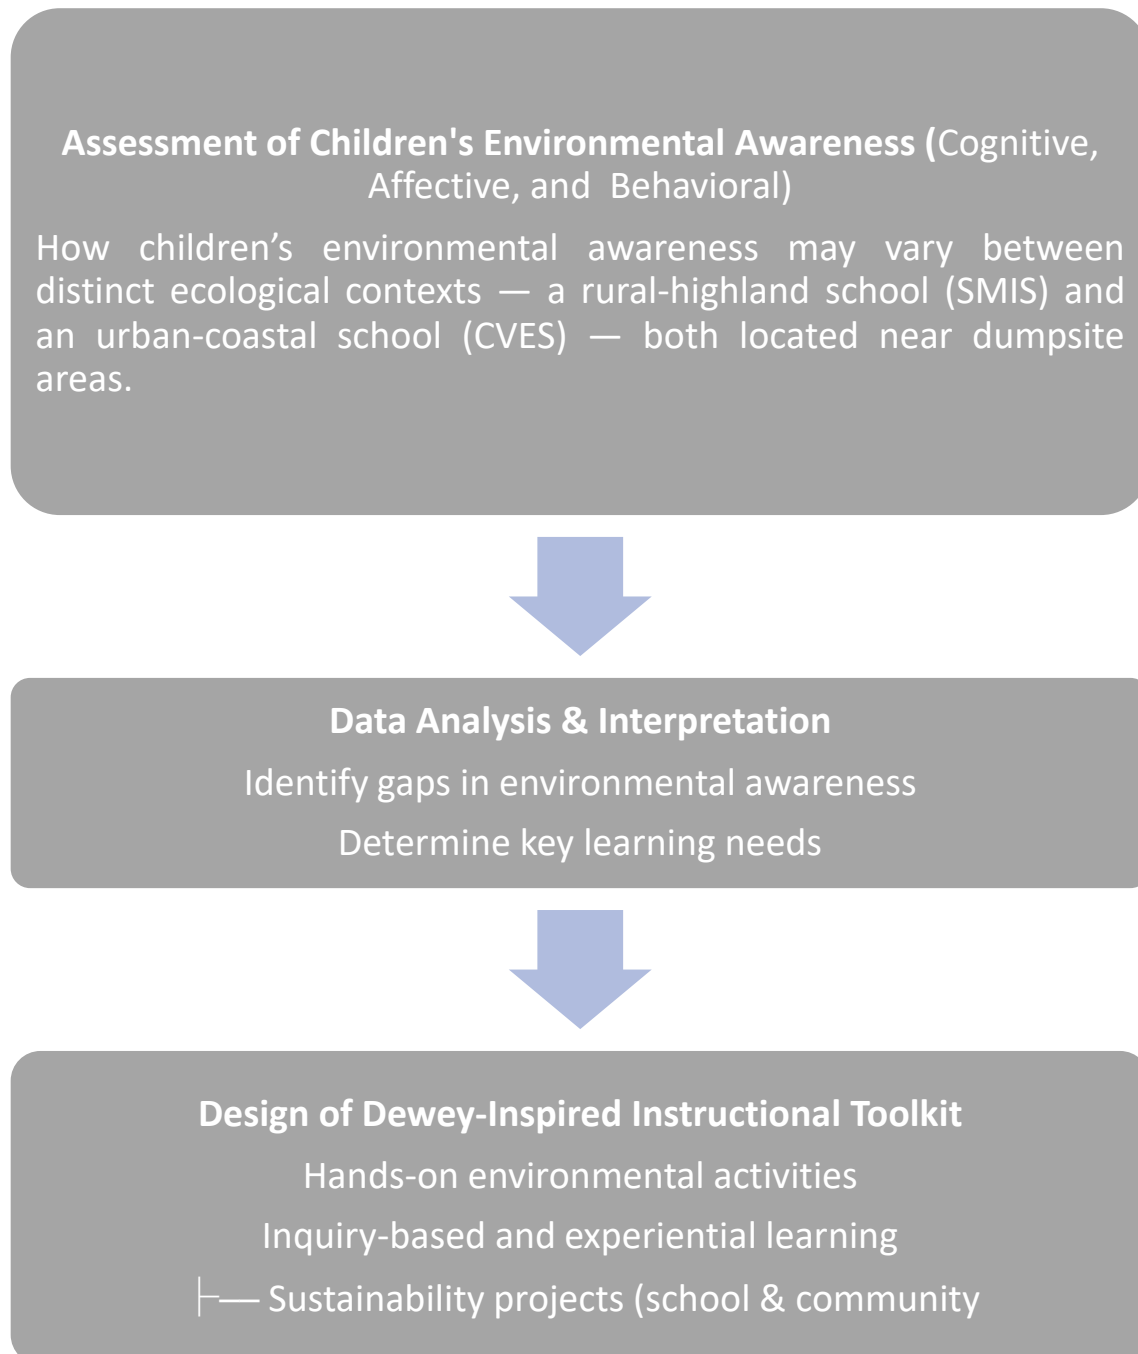 Assessment of Children's Environmental Awareness (Cognitive,
Affective, and Behavioral)
How children’s environmental awareness may vary between
distinct ecological contexts — a rural-highland school (SMIS) and
an urban-coastal school (CVES) — both located near dumpsite
areas.
Data Analysis & Interpretation
Identify gaps in environmental awareness
Determine key learning needs
Design of Dewey-Inspired Instructional Toolkit
Hands-on environmental activities
Inquiry-based and experiential learning
├── Sustainability projects (school & community